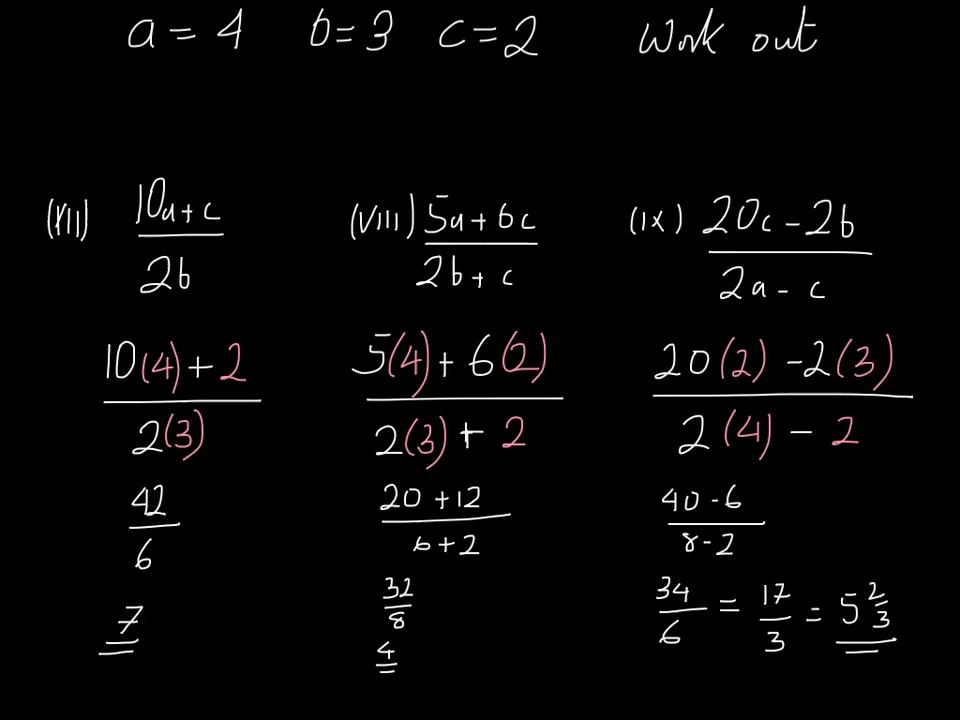 a = 4 b = 3 c = 2 Work out
(VII) 10a + c / 2b
10(4) + 2 / 2(3)
42 / 6
7
(VIII) 5a + 6c / 2b + c
5(4) + 6(2) / 2(3) + 2
20 + 12 / 6 + 2
32 / 8
4
(IX) 20c - 2b / 2a - c
20(2) - 2(3) / 2(4) - 2
40 - 6 / 8 - 2
34 / 6 = 17 / 3 = 5 2/3